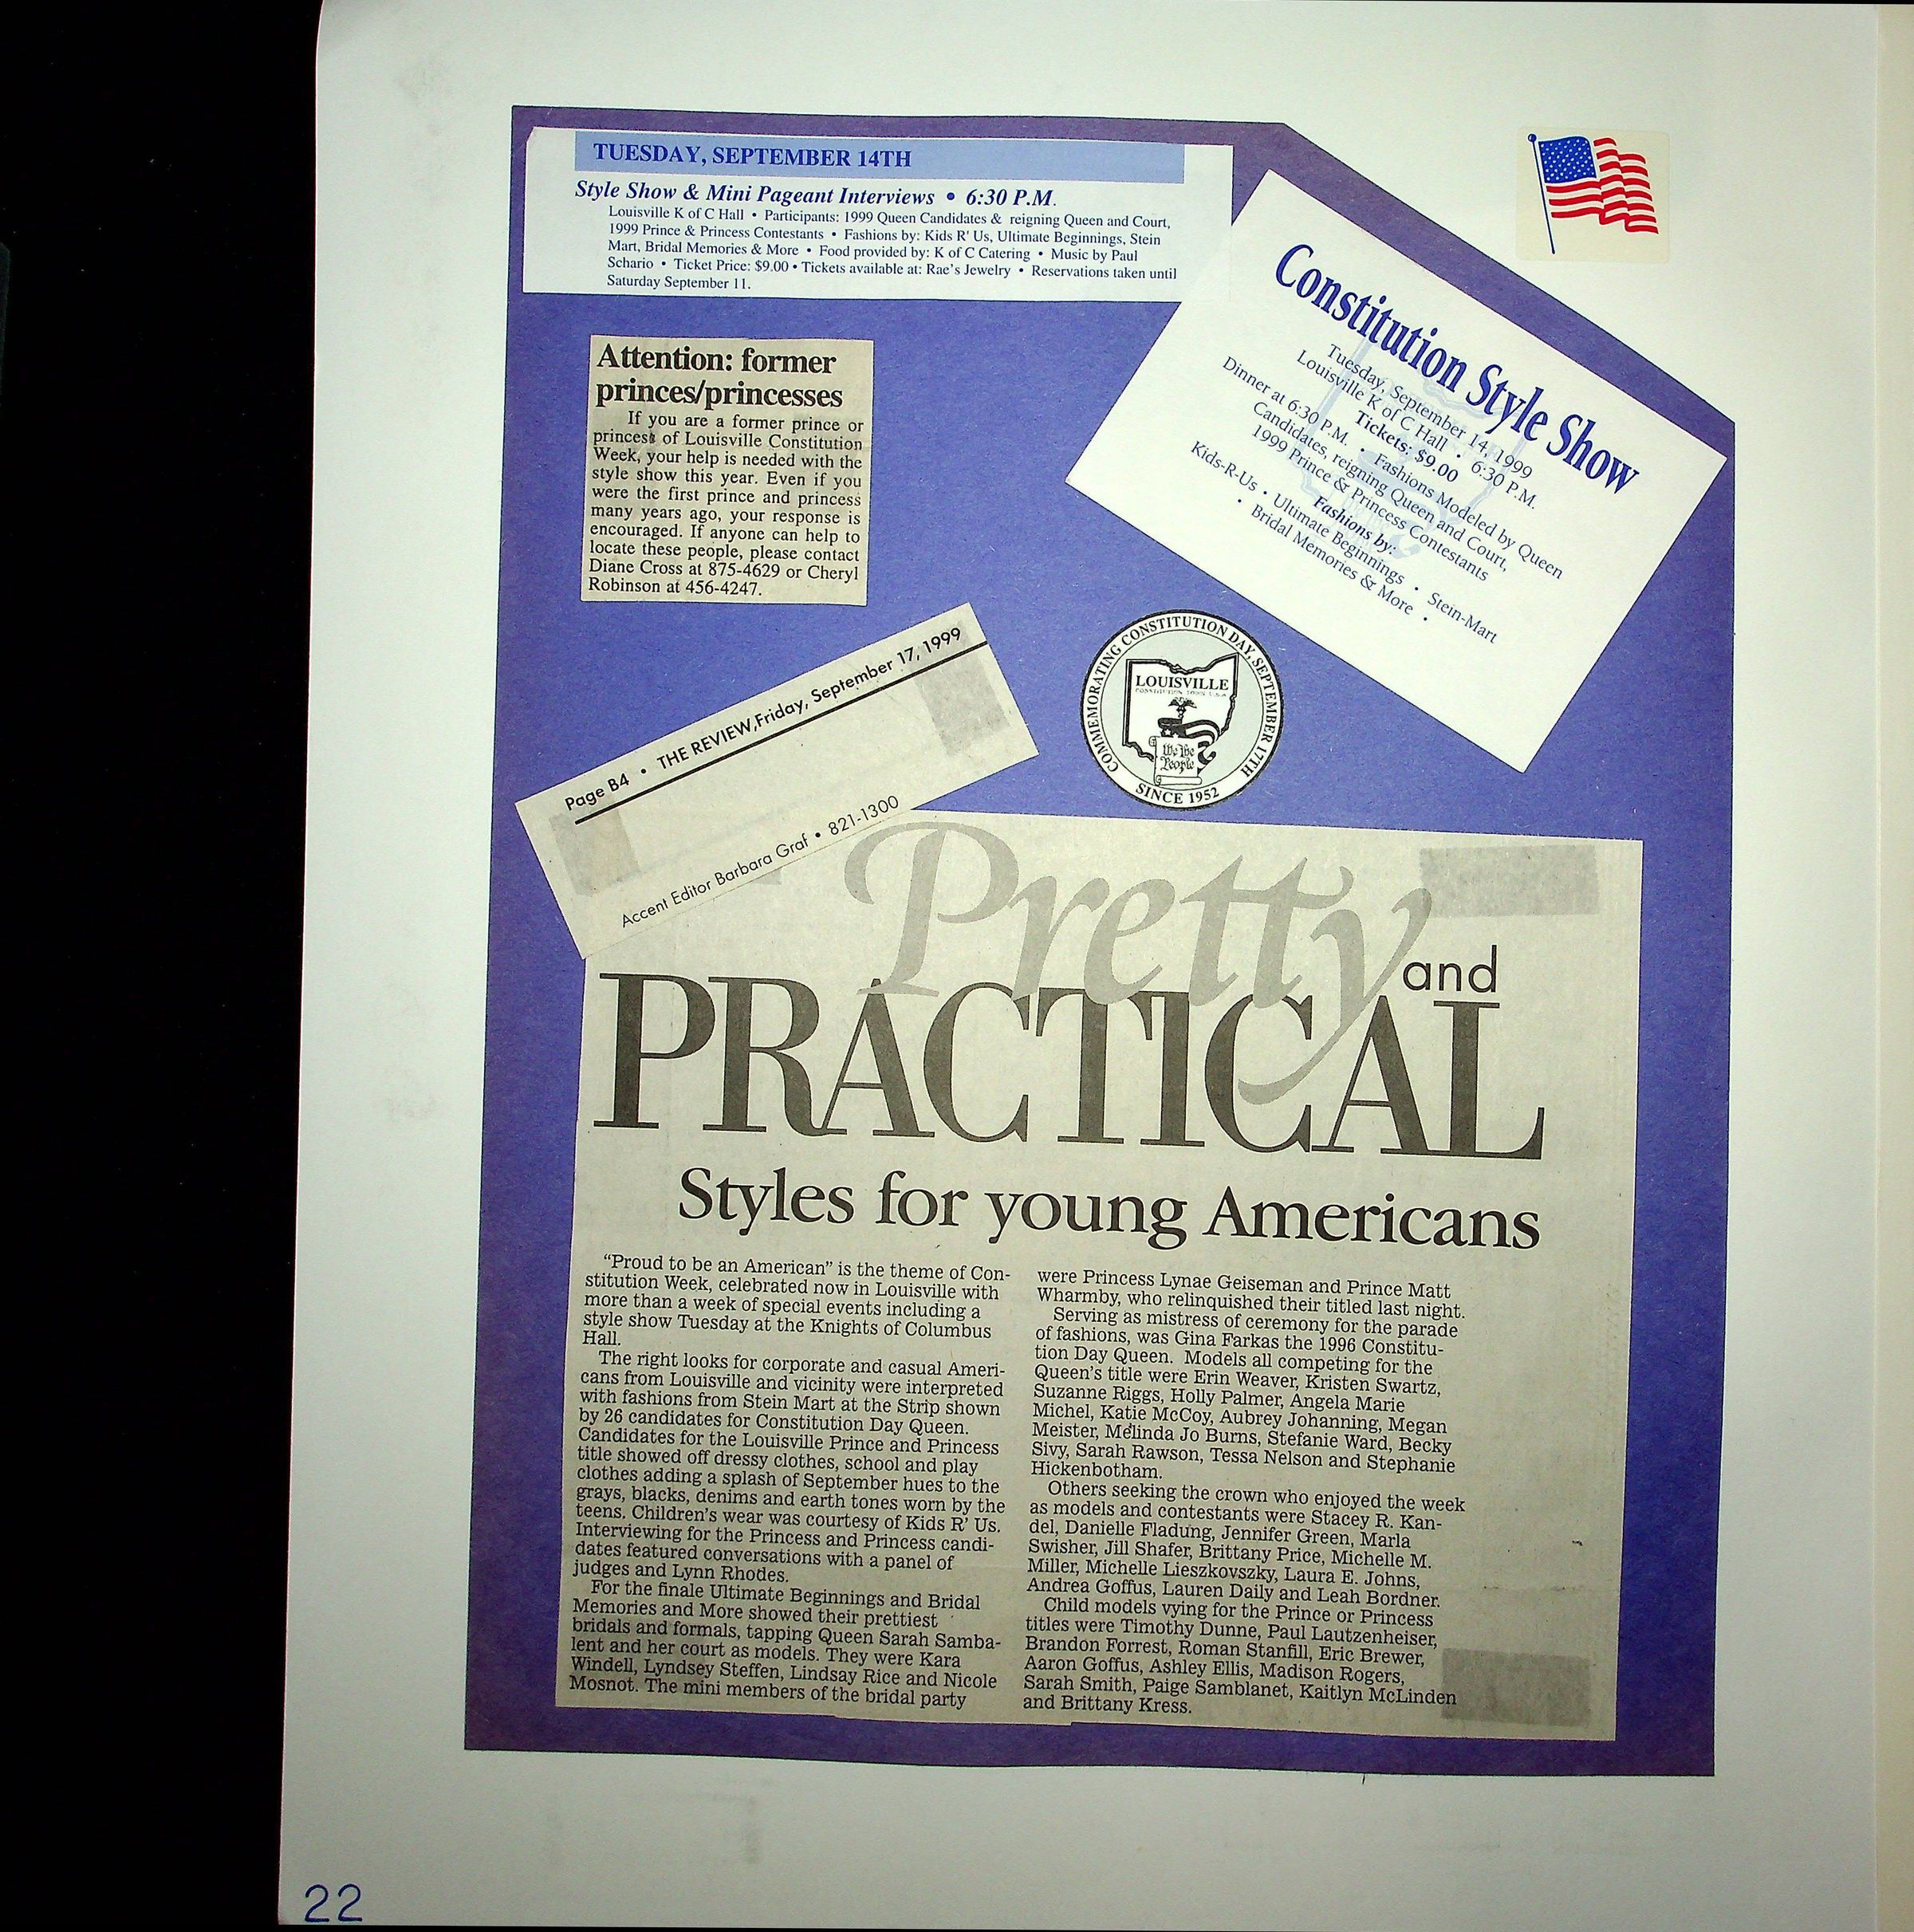 TUESDAY, SEPTEMBER 14TH
Style Show & Mini Pageant Interviews • 6:30 P.M.
Louisville K of C Hall • Participants: 1999 Queen Candidates & reigning Queen and Court,
1999 Prince & Princess Contestants • Fashions by: Kids R' Us, Ultimate Beginnings, Stein
Mart, Bridal Memories & More • Food provided by: K of C Catering • Music by Paul
Schario • Ticket Price: $9.00 • Tickets available at: Rae's Jewelry • Reservations taken until
Saturday September 11.
Constitution Style Show
Tuesday, September 14, 1999
Louisville K of C Hall • 6:30 P.M.
Tickets: $9.00
Dinner at 6:30 P.M. • Fashions Modeled by Queen
Candidates, reigning Queen and Court,
1999 Prince & Princess Contestants
Fashions by:
Kids-R-Us • Ultimate Beginnings • Stein-Mart
• Bridal Memories & More •
Attention: former
princes/princesses
If you are a former prince or
princess of Louisville Constitution
Week, your help is needed with the
style show this year. Even if you
were the first prince and princess
many years ago, your response is
encouraged. If anyone can help to
locate these people, please contact
Diane Cross at 875-4629 or Cheryl
Robinson at 456-4247.
COMMEMORATING CONSTITUTION DAY, SEPTEMBER 17TH
LOUISVILLE
CONSTITUTION TOWN U.S.A.
We the
People
SINCE 1952
Page B4 • THE REVIEW, Friday, September 17, 1999
Accent Editor Barbara Graf • 821-1300
Pretty
and
PRACTICAL
Styles for young Americans
“Proud to be an American” is the theme of Con-
stitution Week, celebrated now in Louisville with
more than a week of special events including a
style show Tuesday at the Knights of Columbus
Hall.
The right looks for corporate and casual Ameri-
cans from Louisville and vicinity were interpreted
with fashions from Stein Mart at the Strip shown
by 26 candidates for Constitution Day Queen.
Candidates for the Louisville Prince and Princess
title showed off dressy clothes, school and play
clothes adding a splash of September hues to the
grays, blacks, denims and earth tones worn by the
teens. Children's wear was courtesy of Kids R' Us.
Interviewing for the Princess and Princess candi-
dates featured conversations with a panel of
judges and Lynn Rhodes.
For the finale Ultimate Beginnings and Bridal
Memories and More showed their prettiest
bridals and formals, tapping Queen Sarah Samba-
lent and her court as models. They were Kara
Windell, Lyndsey Steffen, Lindsay Rice and Nicole
Mosnot. The mini members of the bridal party
were Princess Lynae Geiseman and Prince Matt
Wharmby, who relinquished their titled last night.
Serving as mistress of ceremony for the parade
of fashions, was Gina Farkas the 1996 Constitu-
tion Day Queen. Models all competing for the
Queen's title were Erin Weaver, Kristen Swartz,
Suzanne Riggs, Holly Palmer, Angela Marie
Michel, Katie McCoy, Aubrey Johanning, Megan
Meister, Melinda Jo Burns, Stefanie Ward, Becky
Sivy, Sarah Rawson, Tessa Nelson and Stephanie
Hickenbotham.
Others seeking the crown who enjoyed the week
as models and contestants were Stacey R. Kan-
del, Danielle Fladung, Jennifer Green, Marla
Swisher, Jill Shafer, Brittany Price, Michelle M.
Miller, Michelle Lieszkovszky, Laura E. Johns,
Andrea Goffus, Lauren Daily and Leah Bordner.
Child models vying for the Prince or Princess
titles were Timothy Dunne, Paul Lautzenheiser,
Brandon Forrest, Roman Stanfill, Eric Brewer,
Aaron Goffus, Ashley Ellis, Madison Rogers,
Sarah Smith, Paige Samblanet, Kaitlyn McLinden
and Brittany Kress.
22